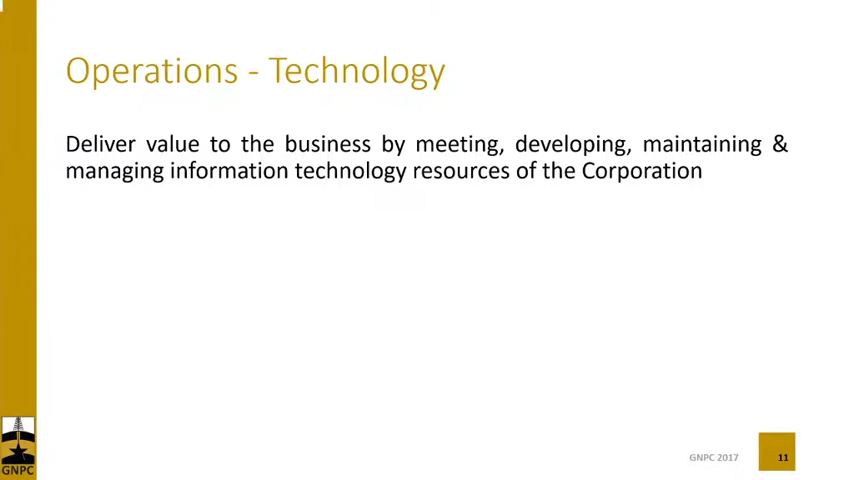 Operations - Technology
Deliver value to the business by meeting, developing, maintaining &
managing information technology resources of the Corporation
GNPC
GNPC 2017
11